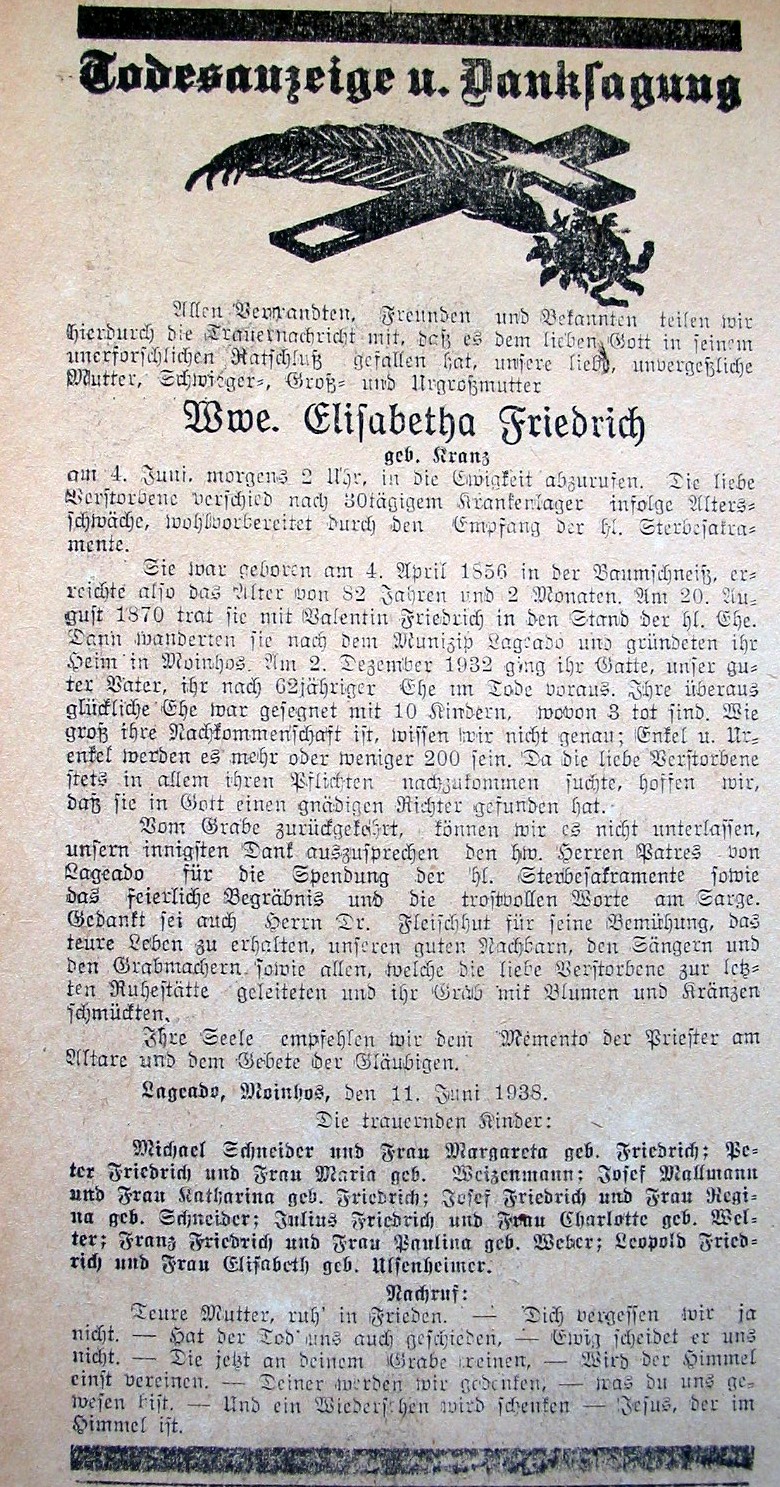 Todesanzeige u. Danksagung
Allen Verwandten, Freunden und Bekannten teilen wir
hierdurch die Trauernachricht mit, daß es dem lieben Gott in seinem
unerforschlichen Ratschluß gefallen hat, unsere liebe, unvergeßliche
Mutter, Schwieger-, Groß- und Urgroßmutter
Wwe. Elisabetha Friedrich
geb. Kranz
am 4. Juni, morgens 2 Uhr, in die Ewigkeit abzurufen. Die liebe
Verstorbene verschied nach 30tägigem Krankenlager infolge Alters-
schwäche, wohlvorbereitet durch den Empfang der hl. Sterbesakra-
mente.
Sie war geboren am 4. April 1856 in der Baumschneiß, er-
reichte also das Alter von 82 Jahren und 2 Monaten. Am 20. Au-
gust 1870 trat sie mit Valentin Friedrich in den Stand der hl. Ehe.
Dann wanderten sie nach dem Munizip Lageado und gründeten ihr
Heim in Moinhos. Am 2. Dezember 1932 ging ihr Gatte, unser gu-
ter Vater, ihr nach 62jähriger Ehe im Tode voraus. Ihre überaus
glückliche Ehe war gesegnet mit 10 Kindern, wovon 3 tot sind. Wie
groß ihre Nachkommenschaft ist, wissen wir nicht genau; Enkel u. Ur-
enkel werden es mehr oder weniger 200 sein. Da die liebe Verstorbene
stets in allem ihren Pflichten nachzukommen suchte, hoffen wir,
daß sie in Gott einen gnädigen Richter gefunden hat.
Vom Grabe zurückgekehrt, können wir es nicht unterlassen,
unsern innigsten Dank auszusprechen den hw. Herren Patres von
Lageado für die Spendung der hl. Sterbesakramente sowie
das feierliche Begräbnis und die trostvollen Worte am Sarge.
Gedankt sei auch Herrn Dr. Fleischhut für seine Bemühung, das
teure Leben zu erhalten, unseren guten Nachbarn, den Sängern und
den Grabmachern sowie allen, welche die liebe Verstorbene zur letz-
ten Ruhestätte geleiteten und ihr Grab mit Blumen und Kränzen
schmückten.
Ihre Seele empfehlen wir dem Memento der Priester am
Altare und dem Gebete der Gläubigen.
Lageado, Moinhos, den 11. Juni 1938.
Die trauernden Kinder:
Michael Schneider und Frau Margareta geb. Friedrich; Pe-
ter Friedrich und Frau Maria geb. Weizenmann; Josef Mallmann
und Frau Katharina geb. Friedrich; Josef Friedrich und Frau Regi-
na geb. Schneider; Julius Friedrich und Frau Charlotte geb. Wel-
ter; Franz Friedrich und Frau Paulina geb. Weber; Leopold Fried-
rich und Frau Elisabeth geb. Ulsenheimer.
Nachruf:
Teure Mutter, ruh' in Frieden. — Dich vergessen wir ja
nicht. — Hat der Tod uns auch geschieden, — Ewig scheidet er uns
nicht. — Die jetzt an deinem Grabe weinen, — Wird der Himmel
einst vereinen. — Deiner werden wir gedenken, — was du uns ge-
wesen bist. — Und ein Wiedersehen wird schenken — Jesus, der im
Himmel ist.